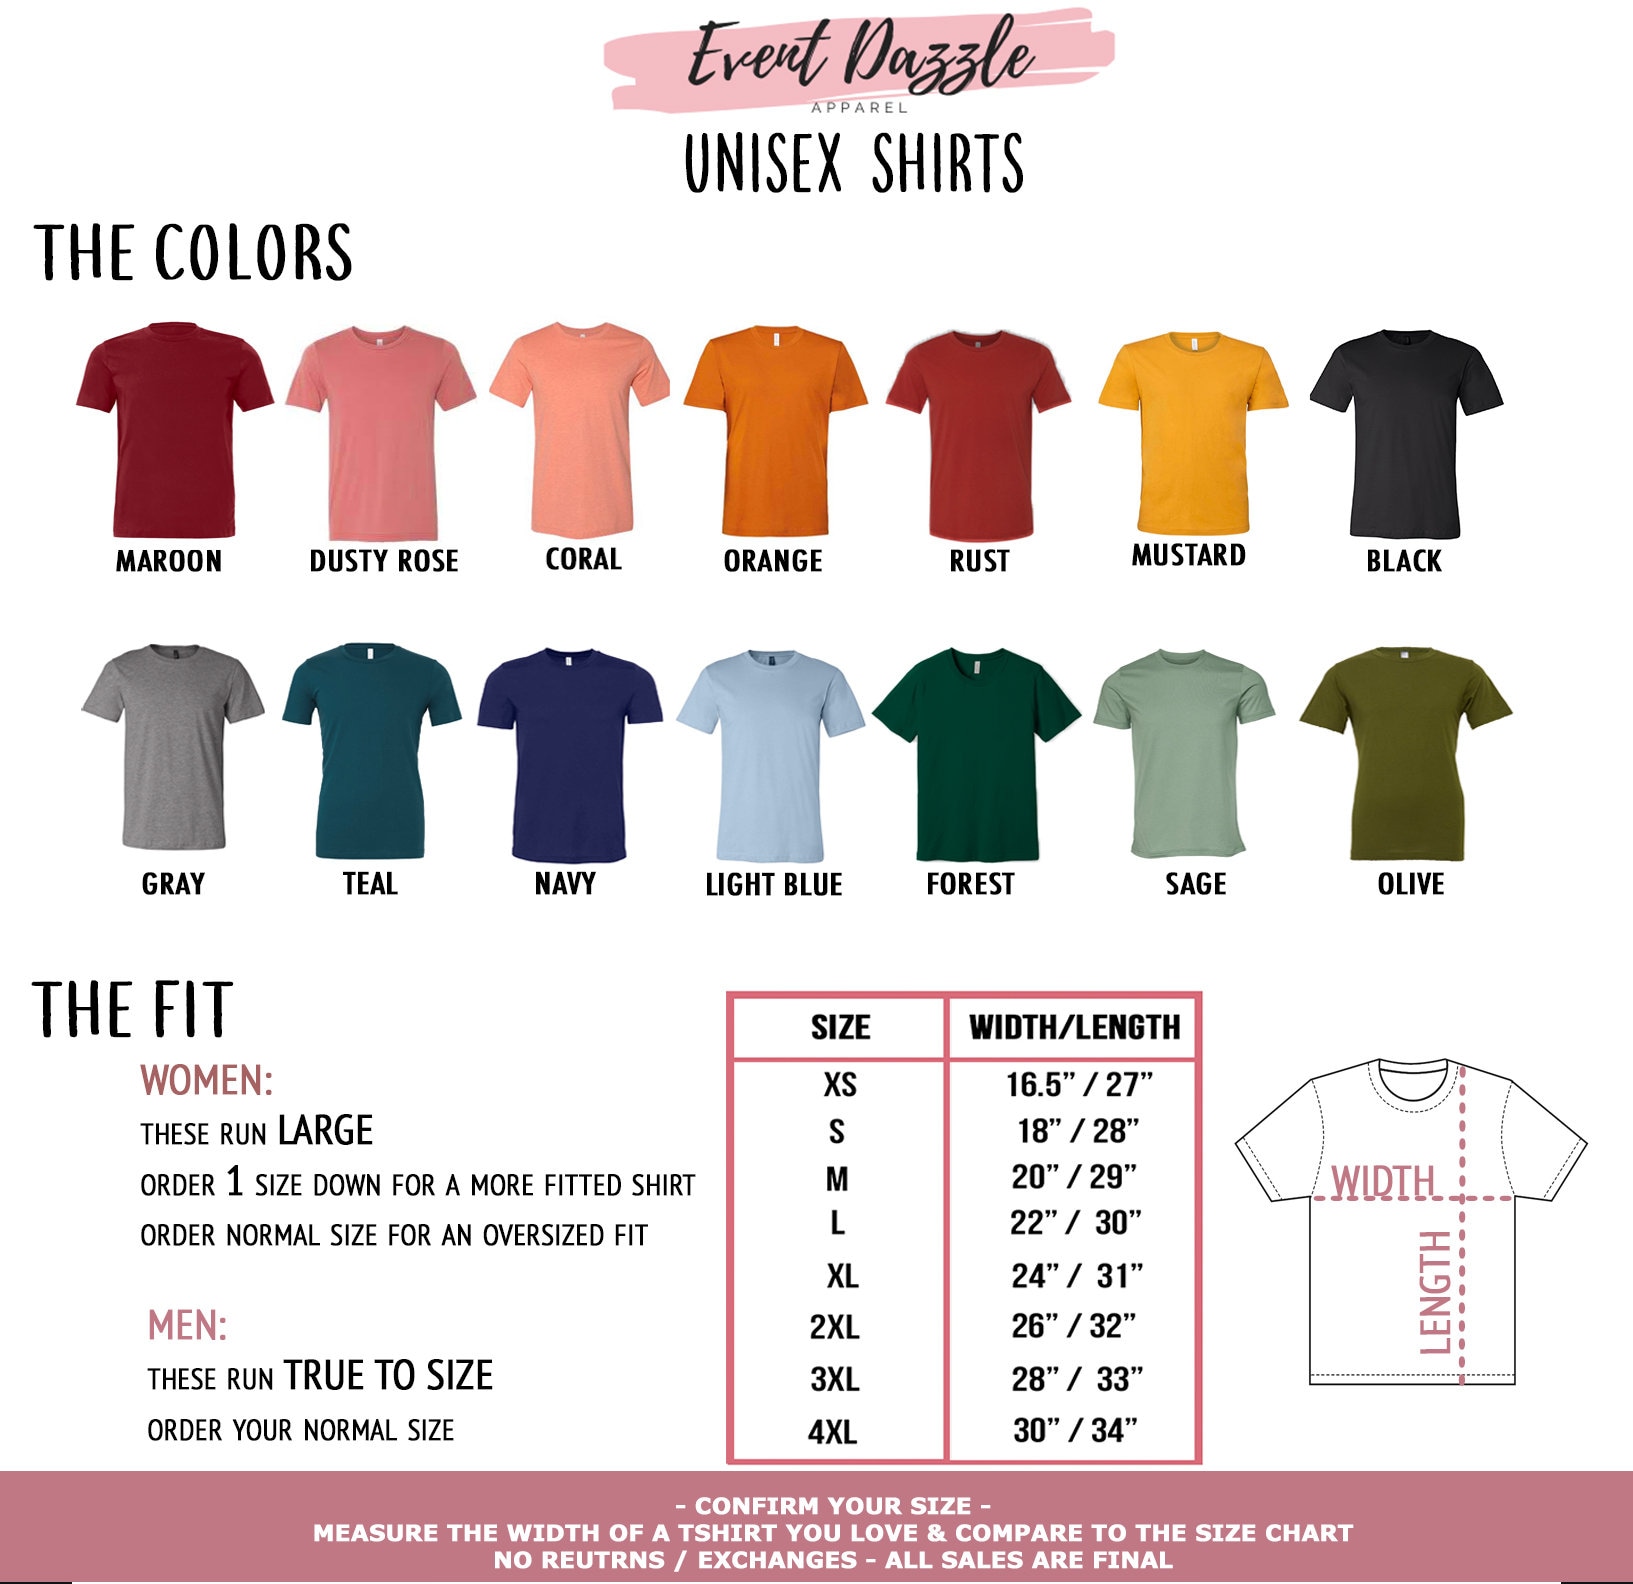 Event Dazzle
APPAREL
UNISEX SHIRTS
THE COLORS
MAROON DUSTY ROSE CORAL ORANGE RUST MUSTARD BLACK
GRAY TEAL NAVY LIGHT BLUE FOREST SAGE OLIVE
THE FIT
WOMEN:
THESE RUN LARGE
ORDER 1 SIZE DOWN FOR A MORE FITTED SHIRT
ORDER NORMAL SIZE FOR AN OVERSIZED FIT
MEN:
THESE RUN TRUE TO SIZE
ORDER YOUR NORMAL SIZE
SIZE WIDTH/LENGTH
XS 16.5” / 27”
S 18” / 28”
M 20” / 29”
L 22” / 30”
XL 24” / 31”
2XL 26” / 32”
3XL 28” / 33”
4XL 30” / 34”
WIDTH
LENGTH
- CONFIRM YOUR SIZE -
MEASURE THE WIDTH OF A TSHIRT YOU LOVE & COMPARE TO THE SIZE CHART
NO REUTRNS / EXCHANGES - ALL SALES ARE FINAL